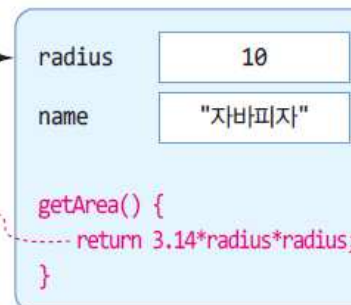 radius 10
name "자바피자"
getArea() {
return 3.14*radius*radius;
}